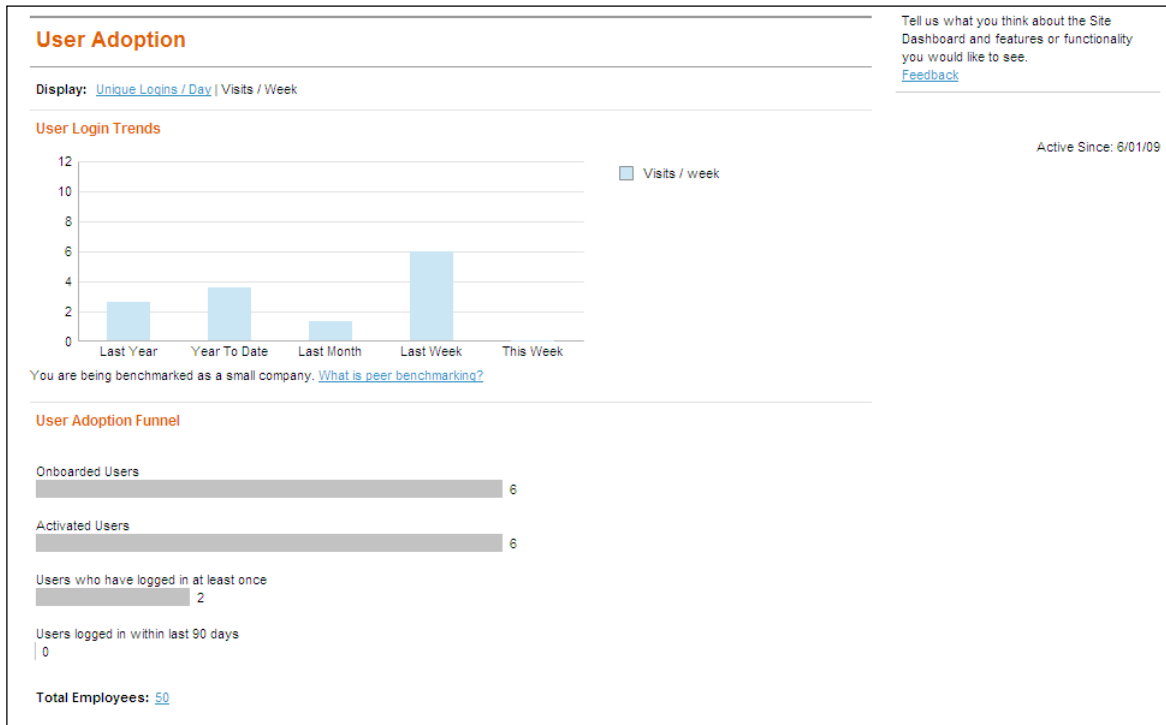 User Adoption
Display: Unique Logins / Day | Visits / Week
User Login Trends
12
10
8
6
4
2
0
Last Year Year To Date Last Month Last Week This Week
Visits / week
You are being benchmarked as a small company. What is peer benchmarking?
User Adoption Funnel
Onboarded Users
6
Activated Users
6
Users who have logged in at least once
2
Users logged in within last 90 days
0
Total Employees: 50
Tell us what you think about the Site
Dashboard and features or functionality
you would like to see.
Feedback
Active Since: 6/01/09